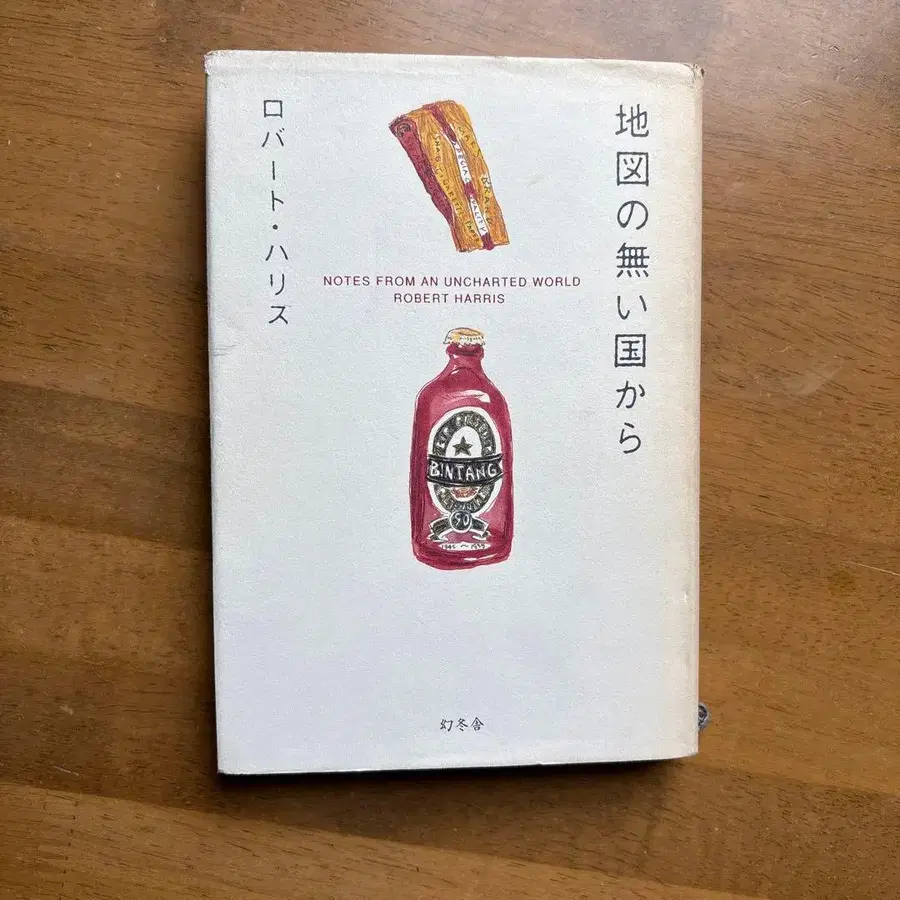 地図の無い国から
ロバート・ハリス
NOTES FROM AN UNCHARTED WORLD
ROBERT HARRIS
BINTANG
50
幻冬舎